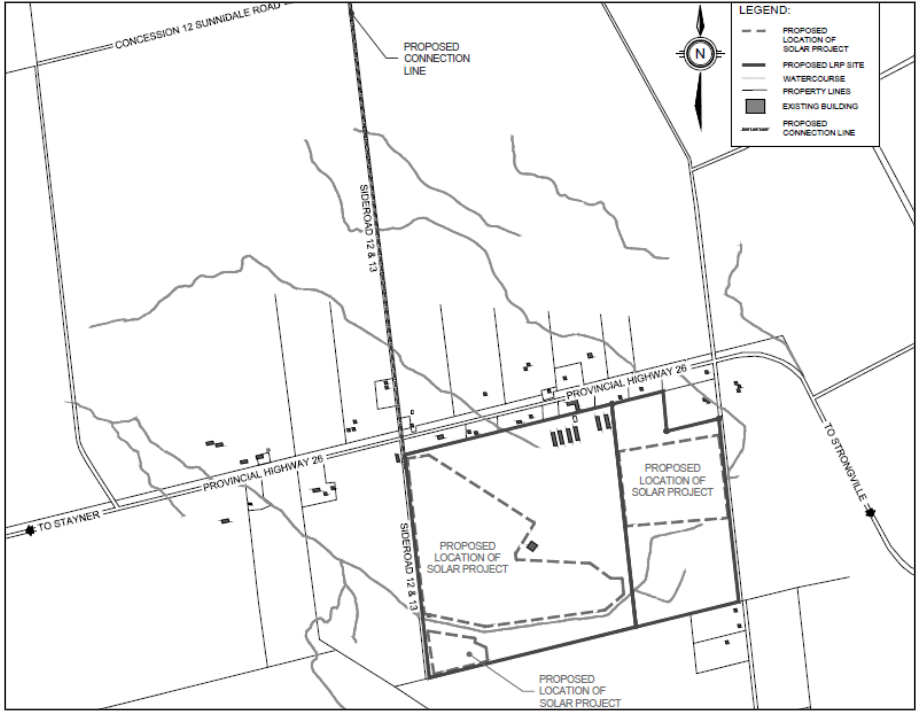 CONCESSION 12 SUNNIDALE ROAD
PROPOSED
CONNECTION
LINE
N
LEGEND:
PROPOSED
LOCATION OF
SOLAR PROJECT
PROPOSED LRP SITE
WATERCOURSE
PROPERTY LINES
EXISTING BUILDING
PROPOSED
CONNECTION LINE
SIDEROAD 12 & 13
PROVINCIAL HIGHWAY 26
PROVINCIAL HIGHWAY 26
TO STAYNER
TO STRONGVILLE
SIDEROAD 12 & 13
PROPOSED
LOCATION OF
SOLAR PROJECT
PROPOSED
LOCATION OF
SOLAR PROJECT
PROPOSED
LOCATION OF
SOLAR PROJECT